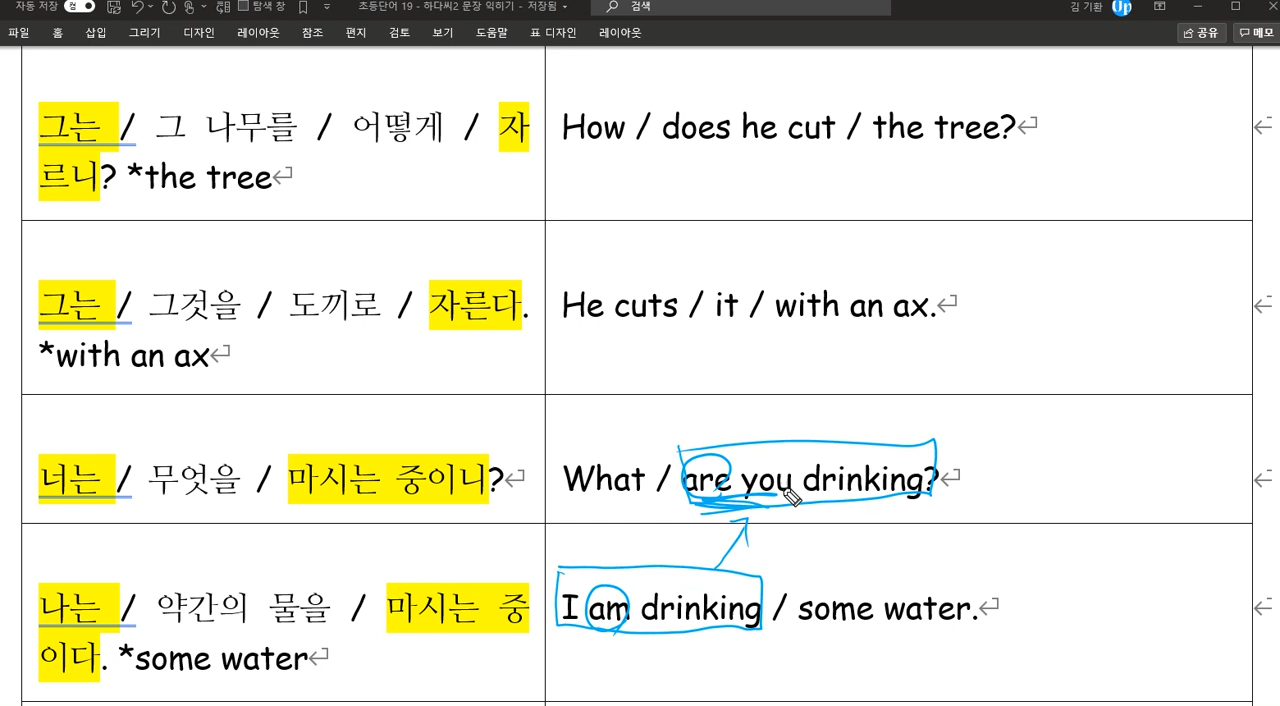 자동 저장 컴 탐색 창 초등단어 19 - 하다씨2 문장 익히기 - 저장됨 검색 김 기환 Up
파일 홈 삽입 그리기 디자인 레이아웃 참조 편지 검토 보기 도움말 표 디자인 레이아웃 공유 메모
그는 / 그 나무를 / 어떻게 / 자
르니? *the tree
How / does he cut / the tree?
그는 / 그것을 / 도끼로 / 자른다.
*with an ax
He cuts / it / with an ax.
너는 / 무엇을 / 마시는 중이니?
What / are you drinking?
나는 / 약간의 물을 / 마시는 중
이다. *some water
I am drinking / some water.